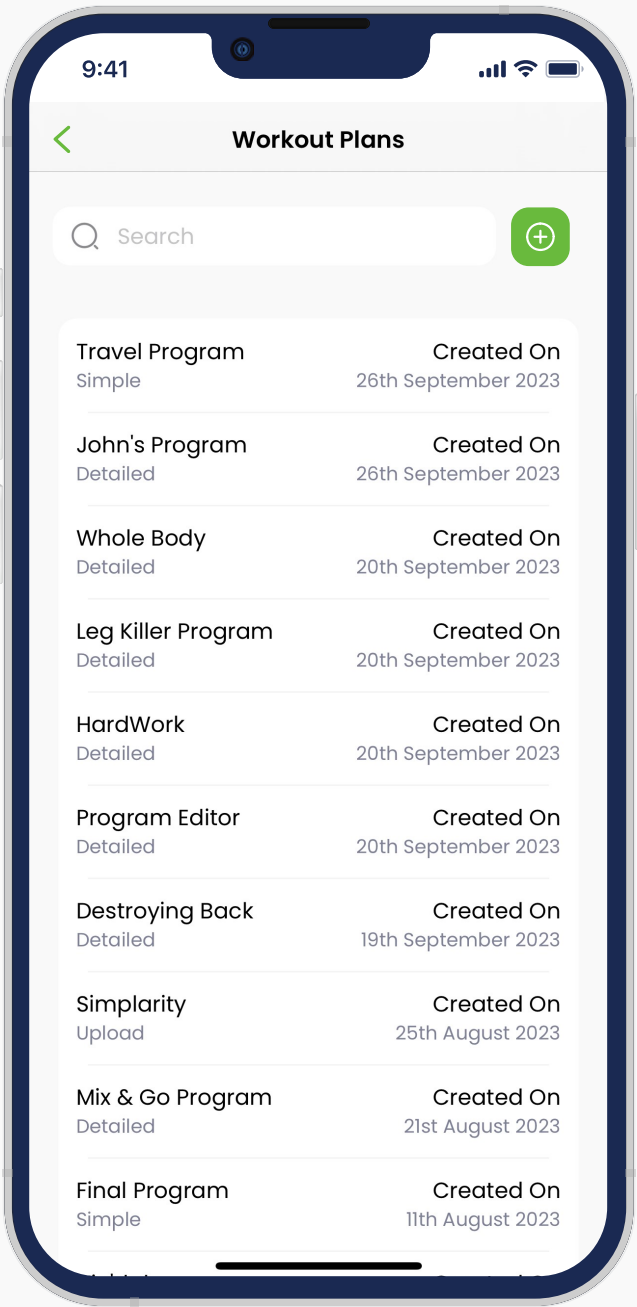 9:41
Workout Plans
Search
Travel Program Created On
Simple 26th September 2023
John's Program Created On
Detailed 26th September 2023
Whole Body Created On
Detailed 20th September 2023
Leg Killer Program Created On
Detailed 20th September 2023
HardWork Created On
Detailed 20th September 2023
Program Editor Created On
Detailed 20th September 2023
Destroying Back Created On
Detailed 19th September 2023
Simplarity Created On
Upload 25th August 2023
Mix & Go Program Created On
Detailed 21st August 2023
Final Program Created On
Simple 11th August 2023